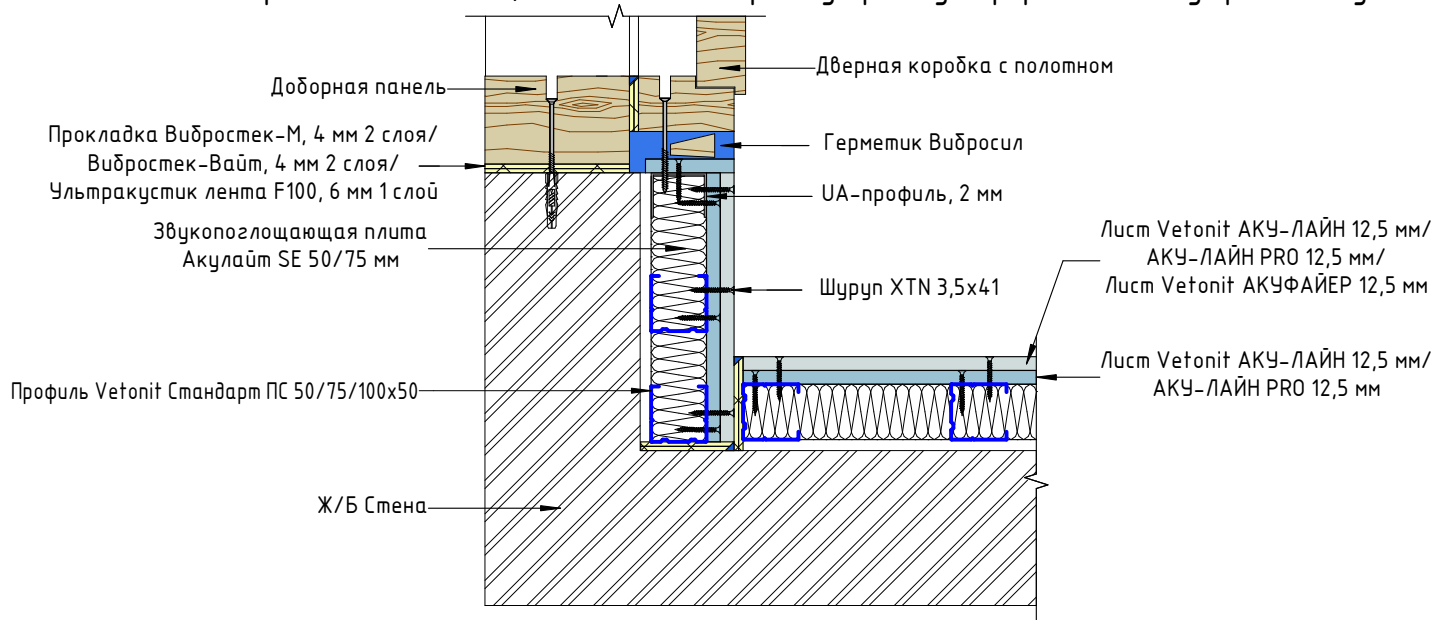 Доборная панель
Дверная коробка с полотном
Прокладка Вибростек-М, 4 мм 2 слоя/
Вибростек-Вайт, 4 мм 2 слоя/
Ультракустик лента F100, 6 мм 1 слой
Герметик Вибросил
UA-профиль, 2 мм
Звукопоглощающая плита
Акулайт SE 50/75 мм
Лист Vetonit АКУ-ЛАЙН 12,5 мм/
АКУ-ЛАЙН PRO 12,5 мм/
Лист Vetonit АКУФАЙЕР 12,5 мм
Шуруп XTN 3,5x41
Лист Vetonit АКУ-ЛАЙН 12,5 мм/
АКУ-ЛАЙН PRO 12,5 мм
Профиль Vetonit Стандарт ПС 50/75/100x50
Ж/Б Стена